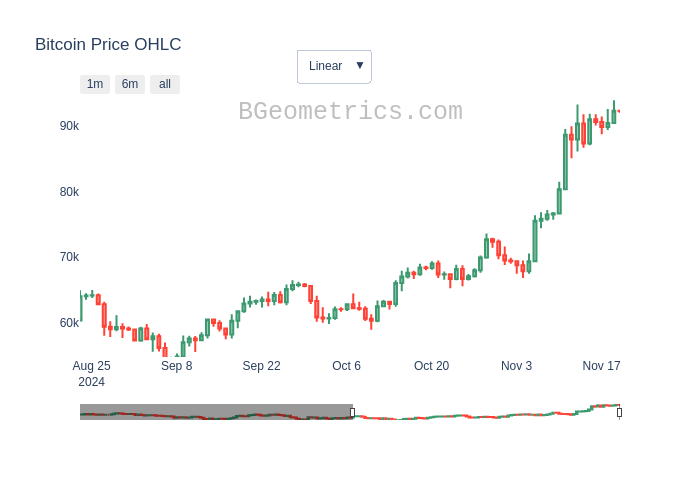 Bitcoin Price OHLC
Linear ▼
1m 6m all
BGeometrics.com
90k
80k
70k
60k
Aug 25 Sep 8 Sep 22 Oct 6 Oct 20 Nov 3 Nov 17
2024